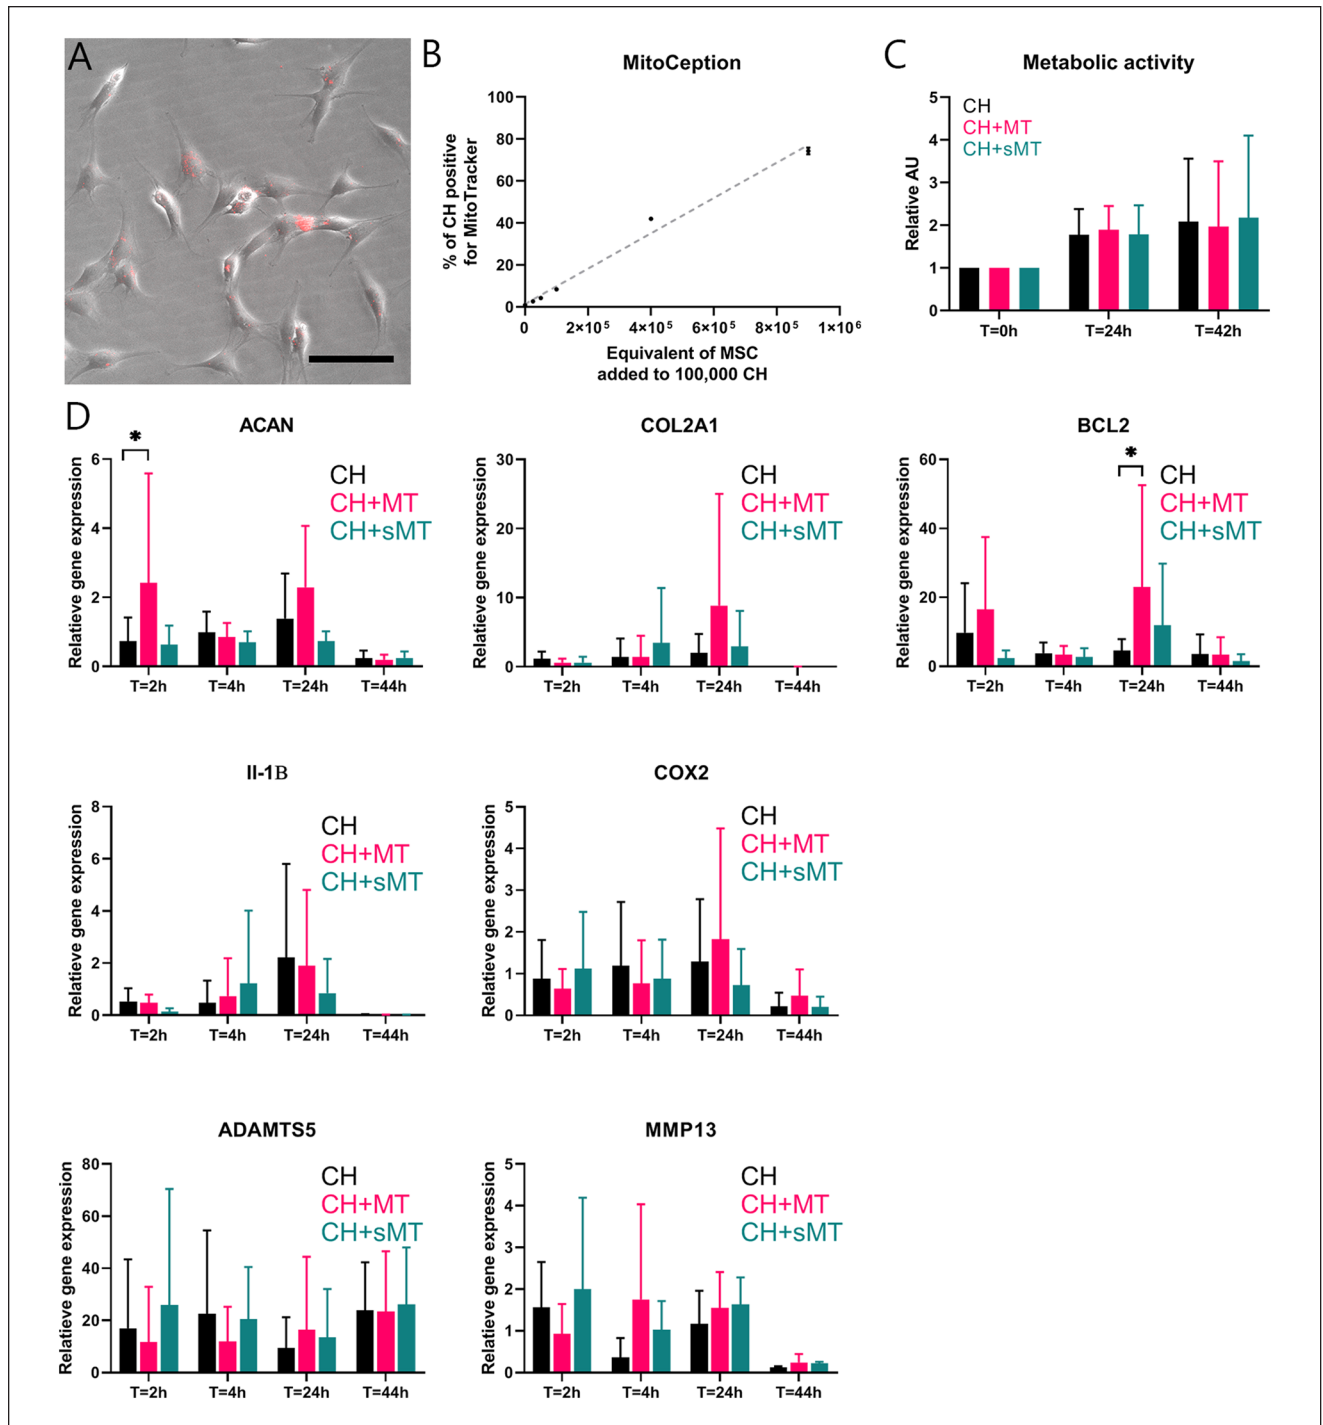 A
B
MitoCeption
% of CH positive
for MitoTracker
100
80
60
40
20
0
0
2×10⁵
4×10⁵
6×10⁵
8×10⁵
1×10⁶
Equivalent of MSC
added to 100,000 CH
C
Metabolic activity
CH
CH+MT
CH+sMT
Relative AU
5
4
3
2
1
0
T=0h
T=24h
T=42h
D
ACAN
*
CH
CH+MT
CH+sMT
Relatieve gene expression
6
4
2
0
T=2h
T=4h
T=24h
T=44h
COL2A1
CH
CH+MT
CH+sMT
Relatieve gene expression
30
20
10
0
T=2h
T=4h
T=24h
T=44h
BCL2
*
CH
CH+MT
CH+sMT
Relatieve gene expression
60
40
20
0
T=2h
T=4h
T=24h
T=44h
Il-1B
CH
CH+MT
CH+sMT
Relatieve gene expression
8
6
4
2
0
T=2h
T=4h
T=24h
T=44h
COX2
CH
CH+MT
CH+sMT
Relatieve gene expression
5
4
3
2
1
0
T=2h
T=4h
T=24h
T=44h
ADAMTS5
CH
CH+MT
CH+sMT
Relatieve gene expression
80
60
40
20
0
T=2h
T=4h
T=24h
T=44h
MMP13
CH
CH+MT
CH+sMT
Relatieve gene expression
5
4
3
2
1
0
T=2h
T=4h
T=24h
T=44h